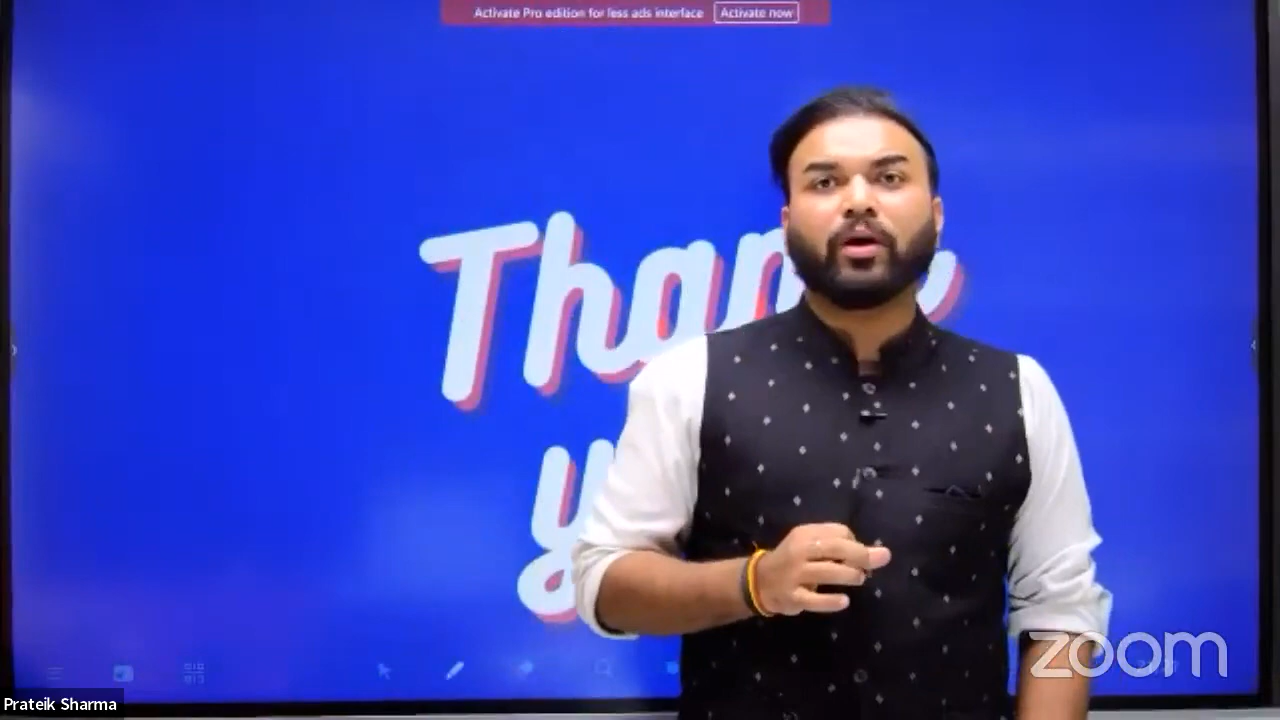 Activate Pro edition for less ads interface Activate now
Than
y
zoom
Prateik Sharma